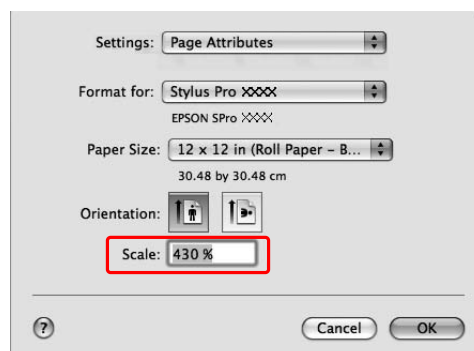 Settings: Page Attributes
Format for: Stylus Pro XXXX
EPSON SPro XXXX
Paper Size: 12 x 12 in (Roll Paper – B...
30.48 by 30.48 cm
Orientation:
Scale: 430 %
? Cancel OK